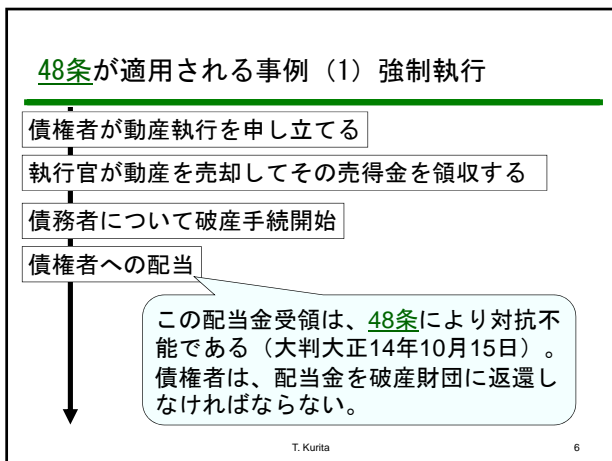 48条が適用される事例（1）強制執行
債権者が動産執行を申し立てる
執行官が動産を売却してその売得金を領収する
債務者について破産手続開始
債権者への配当
この配当金受領は、48条により対抗不
能である（大判大正14年10月15日）。
債権者は、配当金を破産財団に返還し
なければならない。
T. Kurita
6